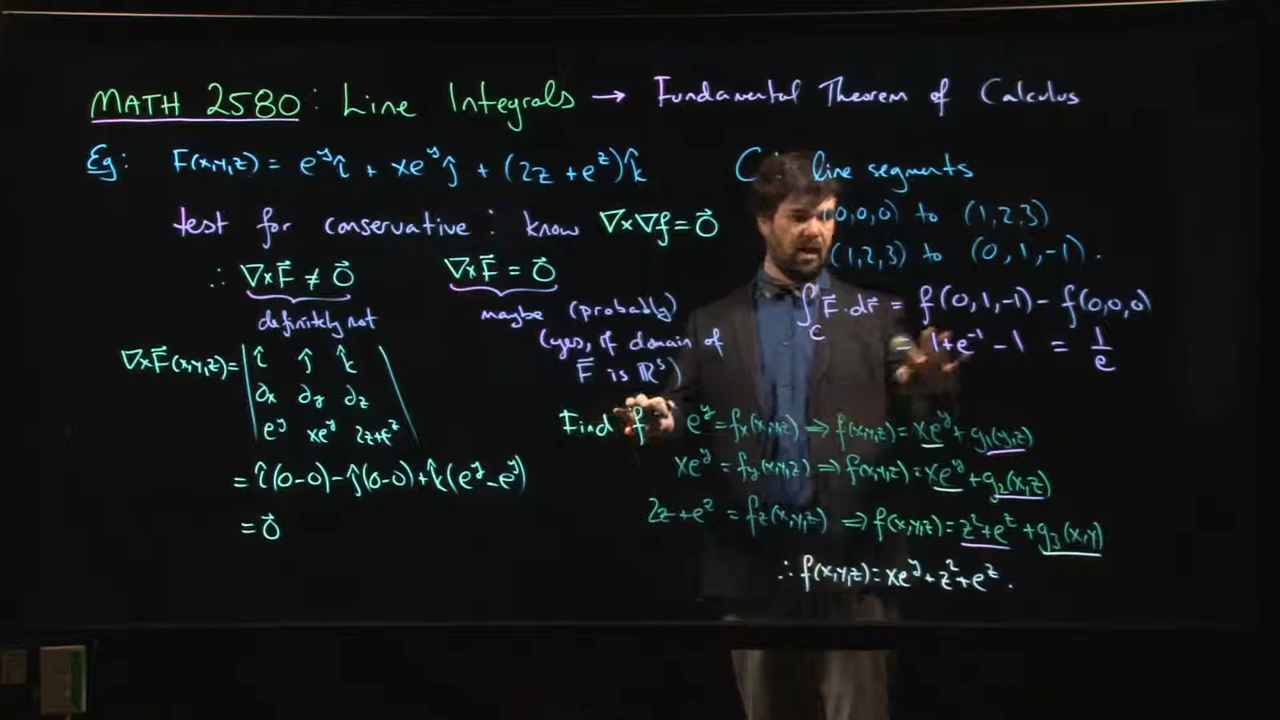 MATH 2580: Line Integrals → Fundamental Theorem of Calculus
Eg: F(x,y,z) = e^y î + xe^y ĵ + (2z + e^z) k̂
test for conservative: know ∇×∇f = 0⃗
∴ ∇×F⃗ ≠ 0⃗
definitely not
∇×F⃗ = 0⃗
maybe (probably)
(yes, if domain of
F⃗ is ℝ³)
∇×F⃗(x,y,z) = | î ĵ k̂ |
∂x ∂y ∂z
e^y xe^y 2z+e^z
= î(0-0) - ĵ(0-0) + k̂(e^y - e^y)
= 0⃗
C: line segments
(0,0,0) to (1,2,3)
(1,2,3) to (0,1,-1).
∫_C F⃗·dr⃗ = f(0,1,-1) - f(0,0,0)
= 1+e^-1 - 1 = 1/e
Find f
e^y = f_x(x,y,z) ⇒ f(x,y,z) = xe^y + g₁(y,z)
xe^y = f_y(x,y,z) ⇒ f(x,y,z) = xe^y + g₂(x,z)
2z+e^z = f_z(x,y,z) ⇒ f(x,y,z) = z²+e^z + g₃(x,y)
∴ f(x,y,z) = xe^y + z² + e^z.